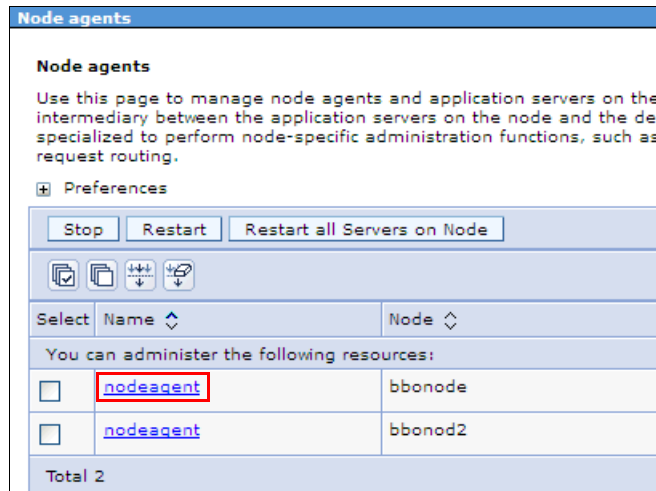 Node agents
Node agents
Use this page to manage node agents and application servers on the
intermediary between the application servers on the node and the de
specialized to perform node-specific administration functions, such as
request routing.
Preferences
Stop Restart Restart all Servers on Node
Select Name Node
You can administer the following resources:
nodeagent bbonode
nodeagent bbonod2
Total 2